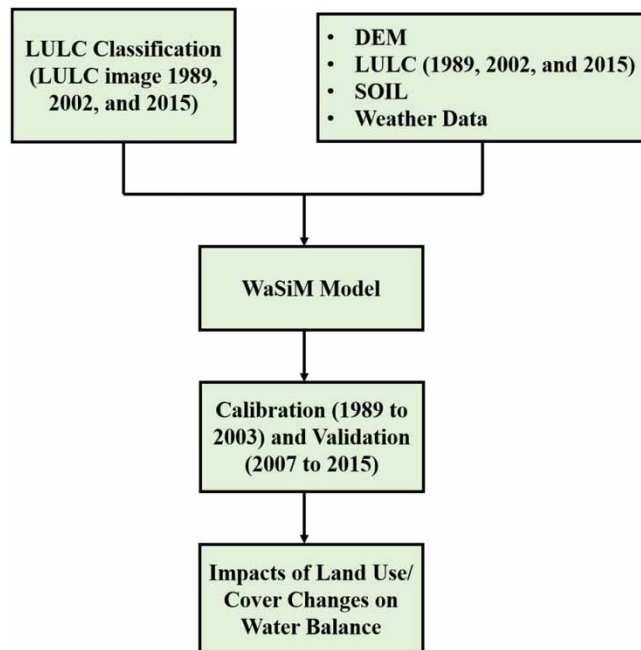 LULC Classification
(LULC image 1989,
2002, and 2015)
• DEM
• LULC (1989, 2002, and 2015)
• SOIL
• Weather Data
WaSiM Model
Calibration (1989 to
2003) and Validation
(2007 to 2015)
Impacts of Land Use/
Cover Changes on
Water Balance